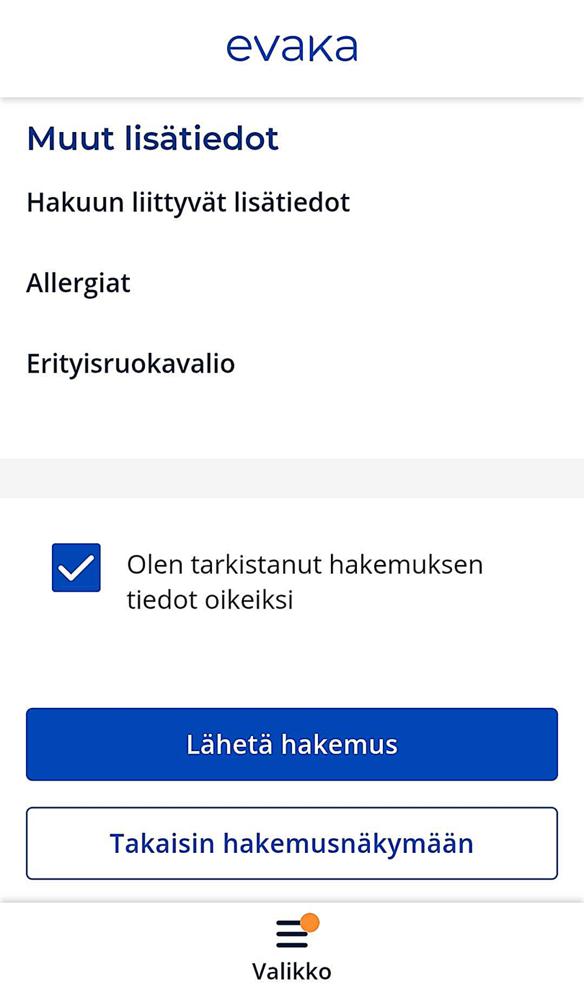 evaka
Muut lisätiedot
Hakuun liittyvät lisätiedot
Allergiat
Erityisruokavalio
Olen tarkistanut hakemuksen
tiedot oikeiksi
Lähetä hakemus
Takaisin hakemusnäkymään
Valikko